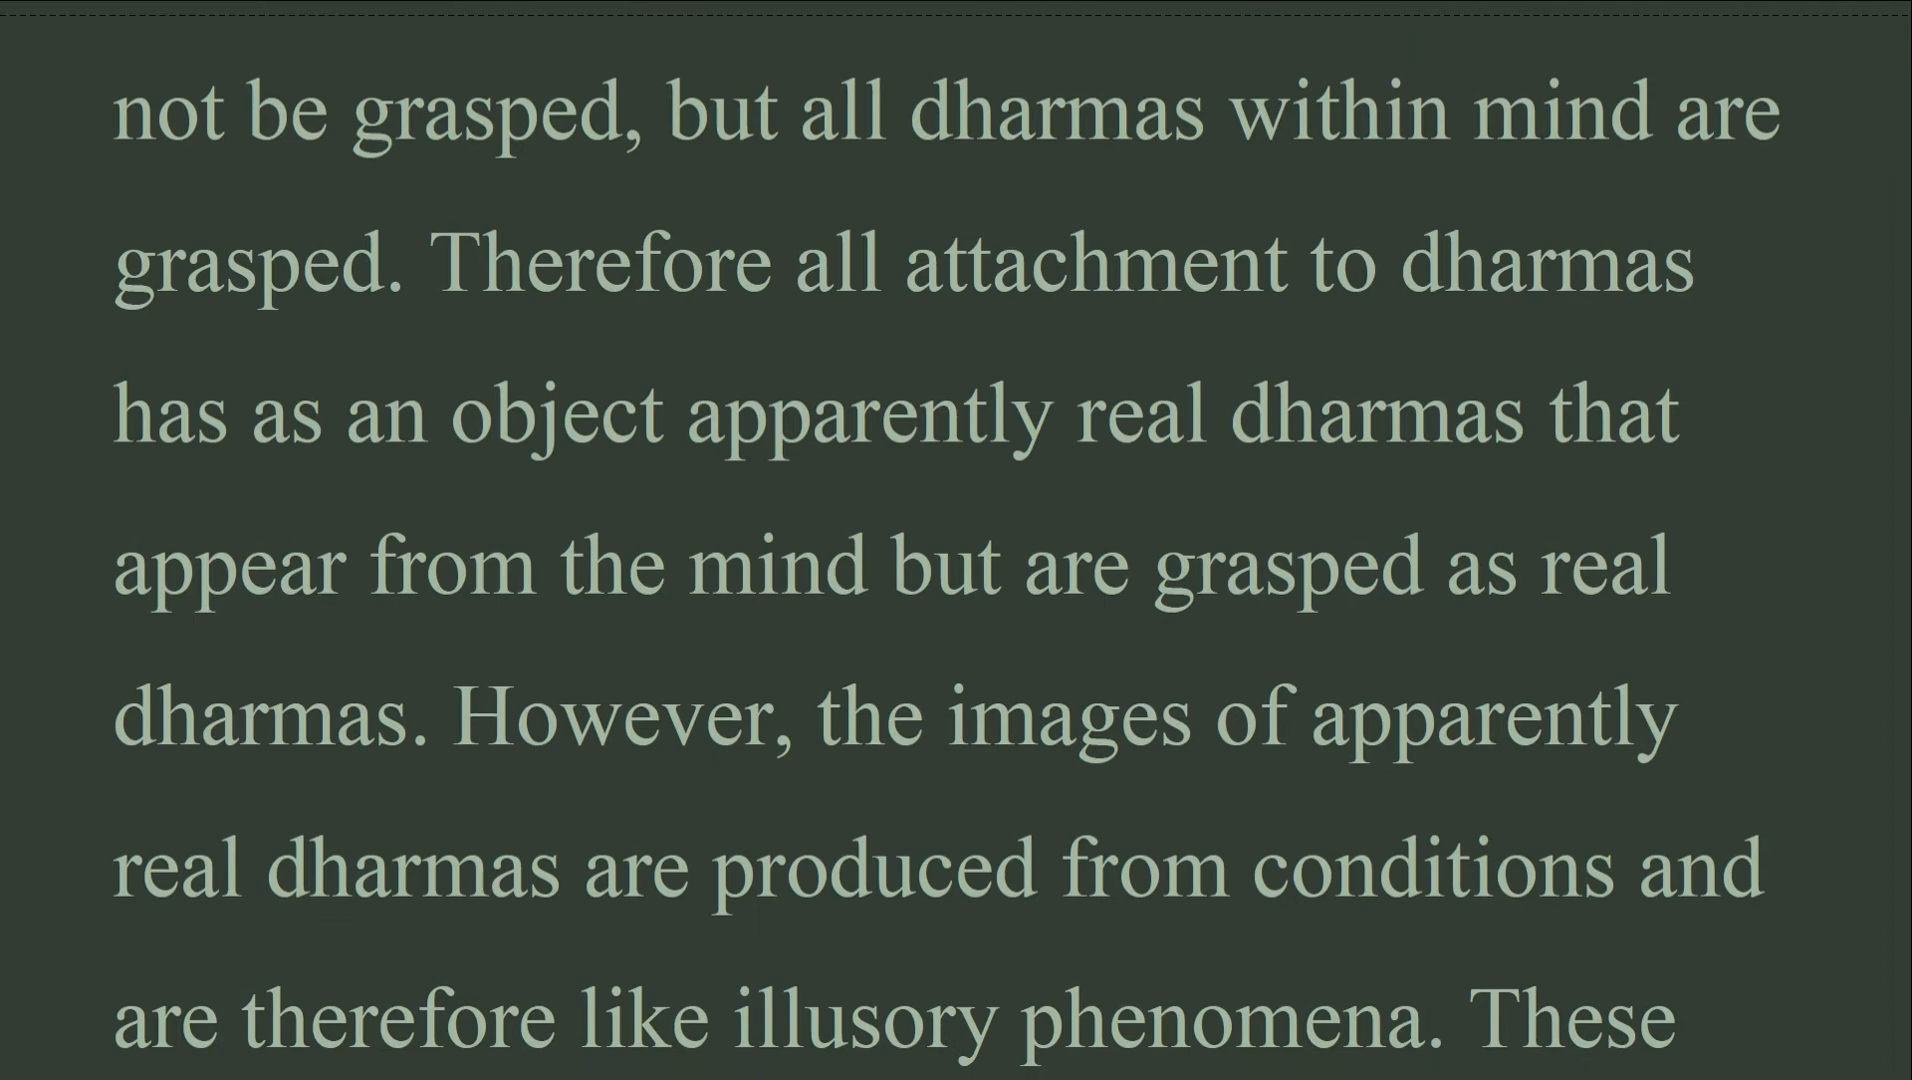 not be grasped, but all dharmas within mind are
grasped. Therefore all attachment to dharmas
has as an object apparently real dharmas that
appear from the mind but are grasped as real
dharmas. However, the images of apparently
real dharmas are produced from conditions and
are therefore like illusory phenomena. These